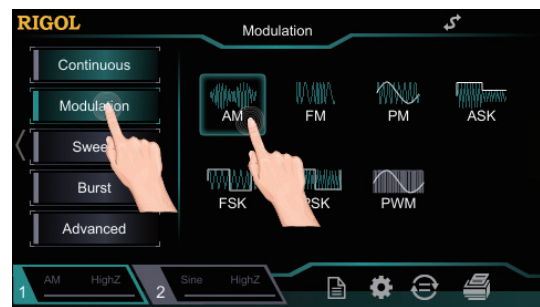 RIGOL
Modulation
Continuous
Modulation
Swee
Burst
Advanced
AM
FM
PM
ASK
FSK
PSK
PWM
1
AM
HighZ
2
Sine
HighZ